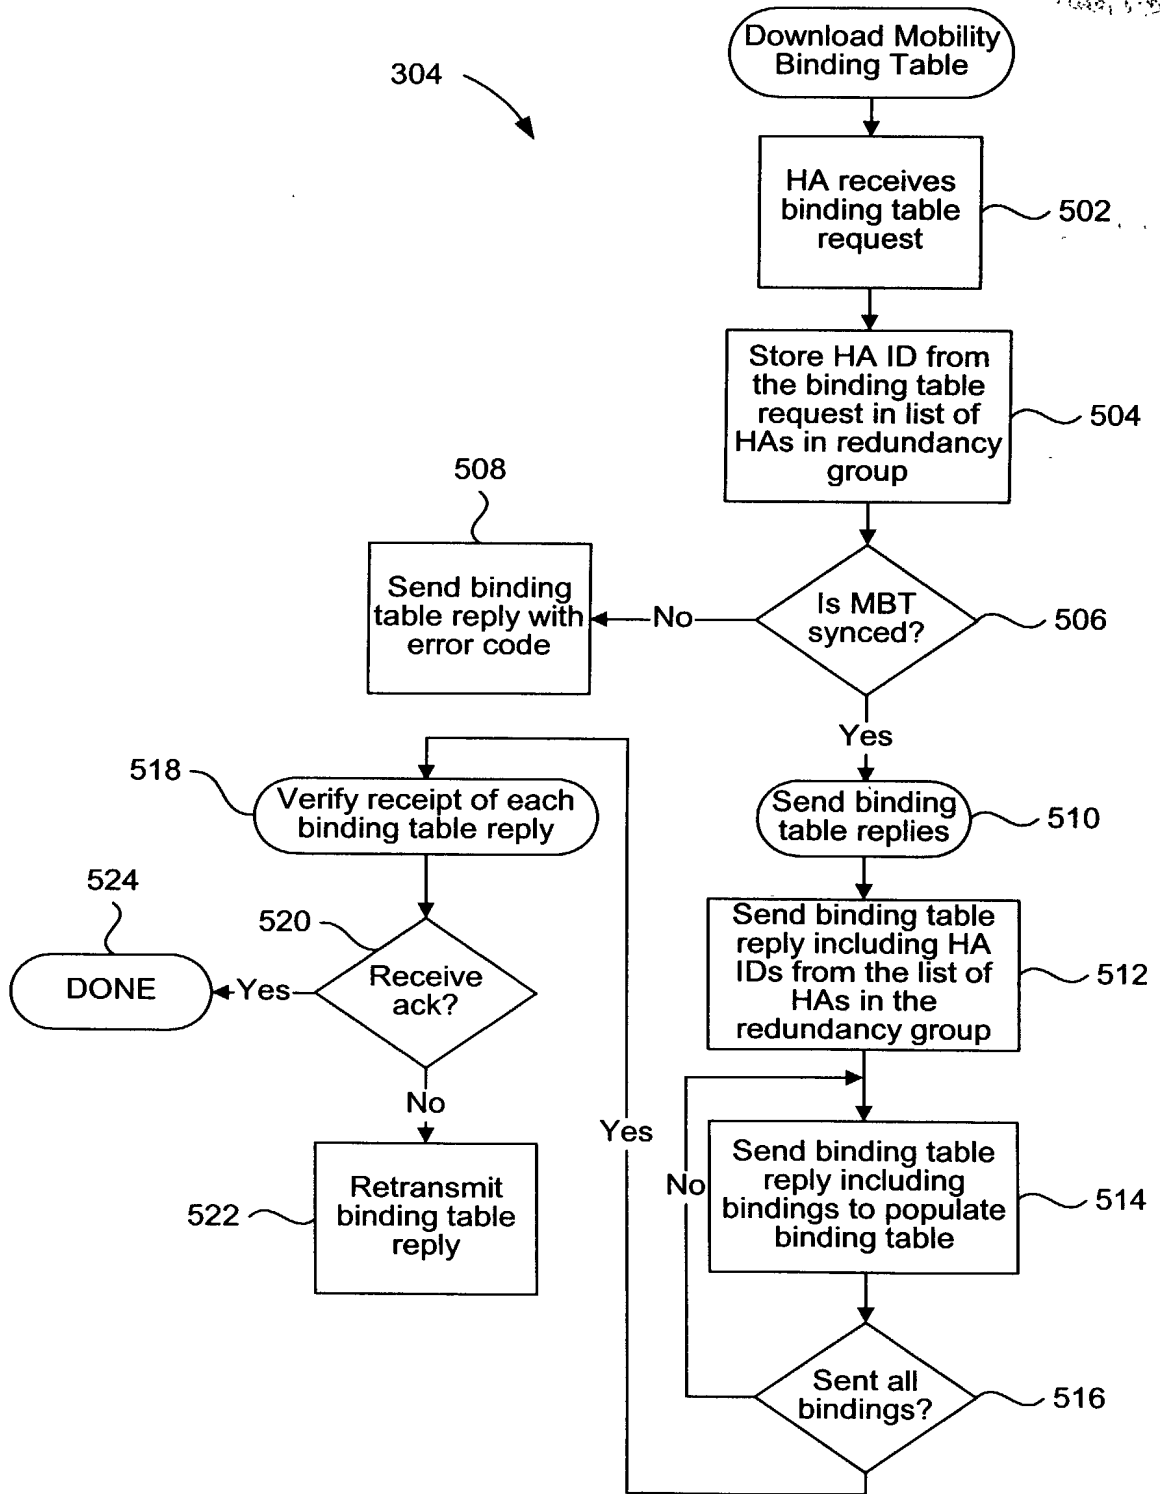 Download Mobility
Binding Table
304
HA receives
binding table
request
502
Store HA ID from
the binding table
request in list of
HAs in redundancy
group
504
508
Send binding
table reply with
error code
No
Is MBT
synced?
506
Yes
518
Verify receipt of each
binding table reply
Send binding
table replies
510
524
DONE
Yes
520
Receive
ack?
Send binding table
reply including HA
IDs from the list of
HAs in the
redundancy group
512
No
Yes
No
Send binding table
reply including
bindings to populate
binding table
514
522
Retransmit
binding table
reply
Sent all
bindings?
516